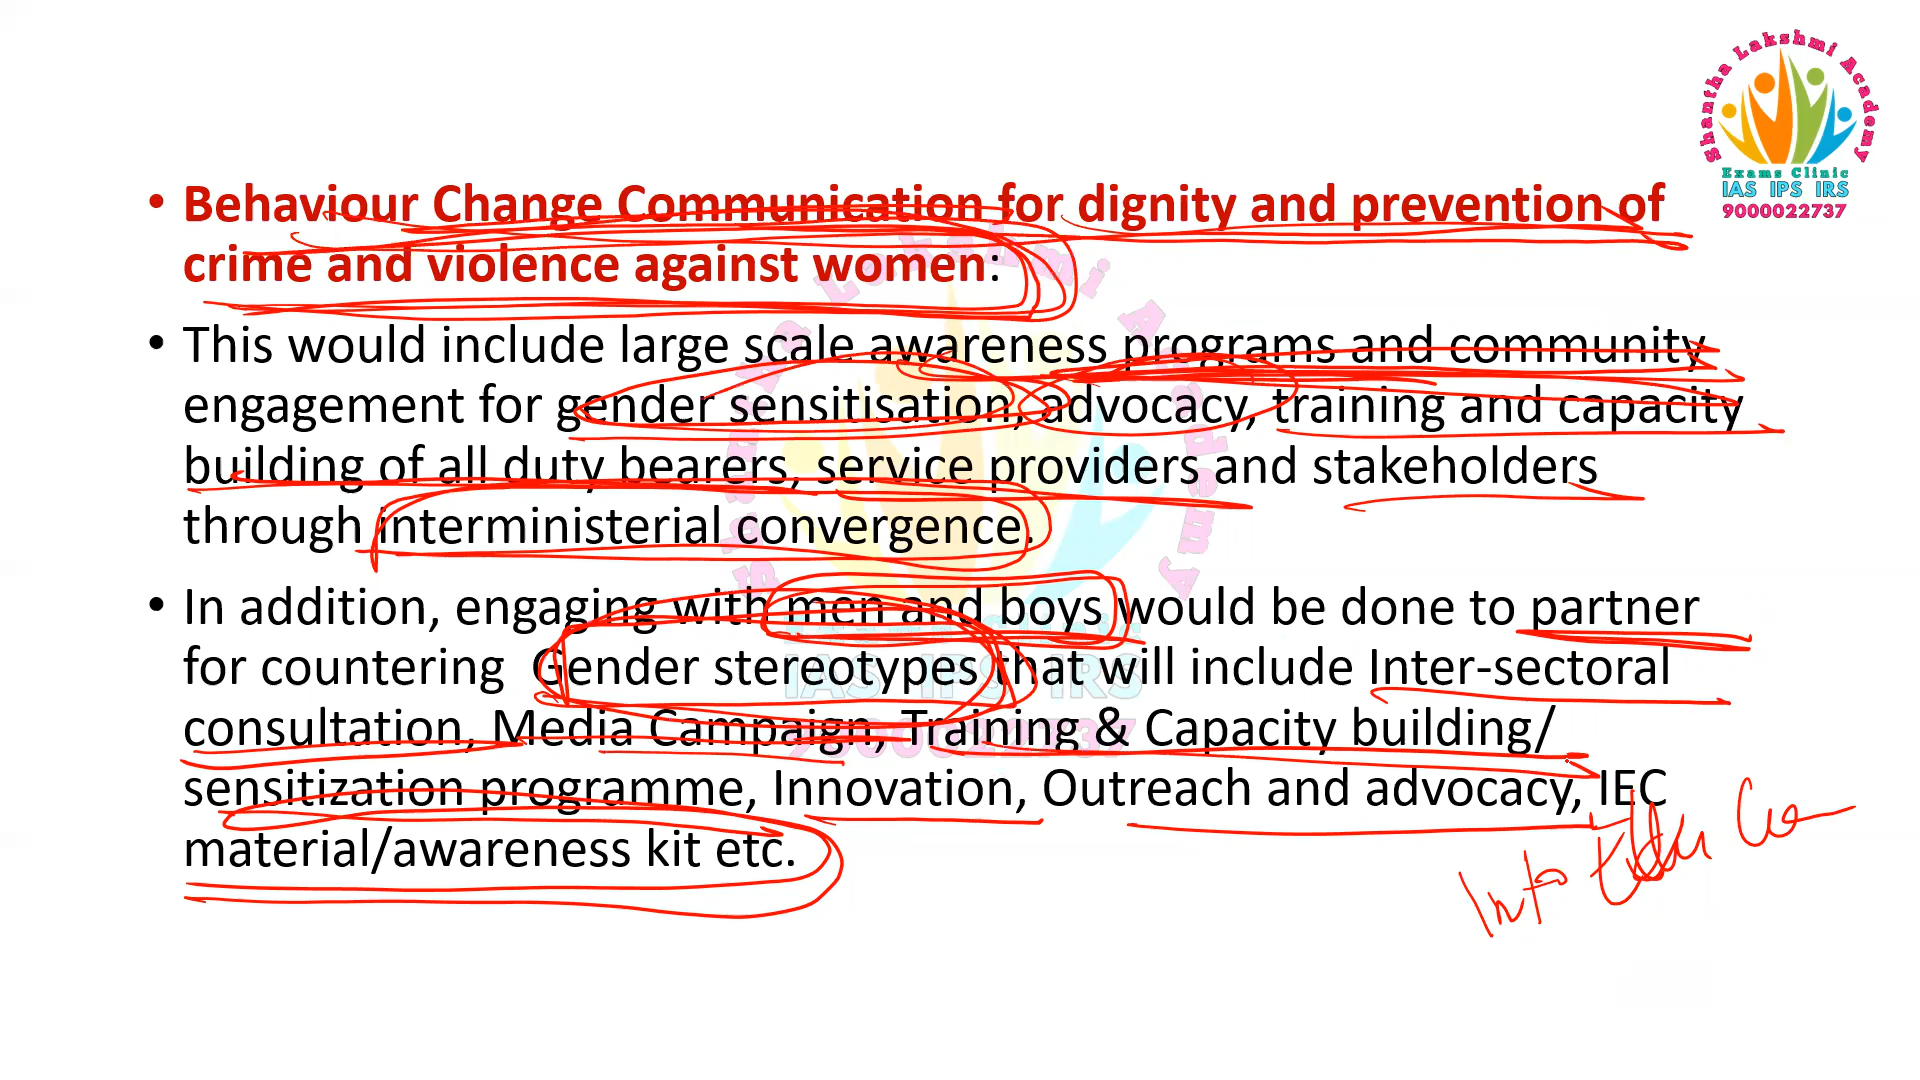 Shantha Lakshmi Academy
Exams Clinic
IAS IPS IRS
9000022737
• Behaviour Change Communication for dignity and prevention of
crime and violence against women:
• This would include large scale awareness programs and community
engagement for gender sensitisation, advocacy, training and capacity
building of all duty bearers, service providers and stakeholders
through interministerial convergence.
• In addition, engaging with men and boys would be done to partner
for countering Gender stereotypes that will include Inter-sectoral
consultation, Media Campaign, Training & Capacity building/
sensitization programme, Innovation, Outreach and advocacy, IEC
material/awareness kit etc.